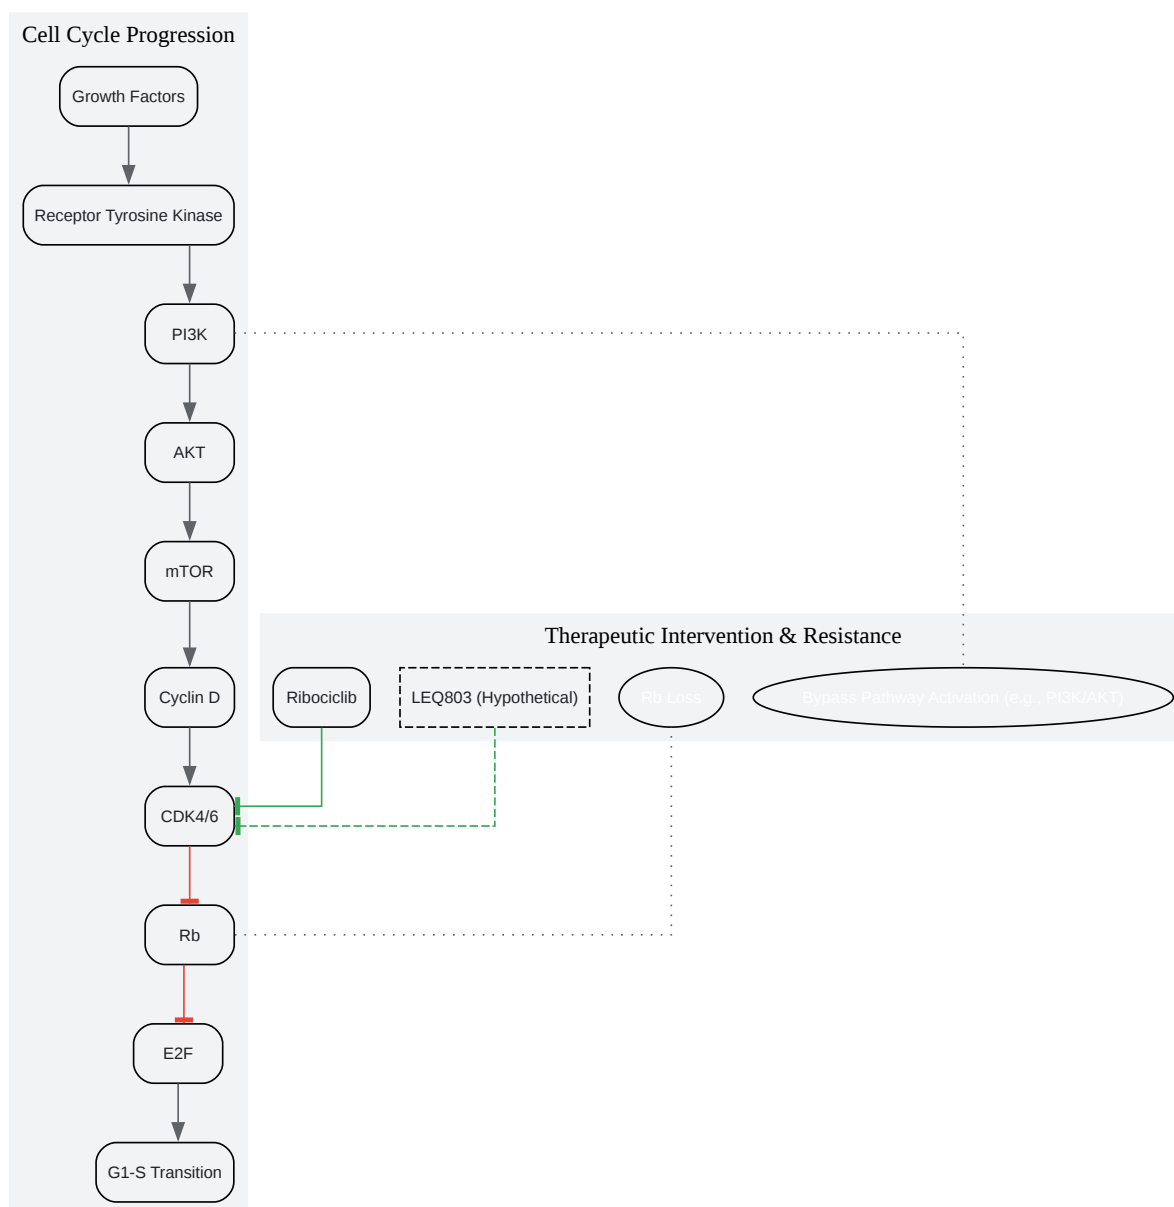 Cell Cycle Progression
Growth Factors
Receptor Tyrosine Kinase
PI3K
AKT
mTOR
Therapeutic Intervention & Resistance
Cyclin D
Ribociclib
LEQ803 (Hypothetical)
Rb Loss
Bypass Pathway Activation (e.g., PI3K/AKT)
CDK4/6
Rb
E2F
G1-S Transition